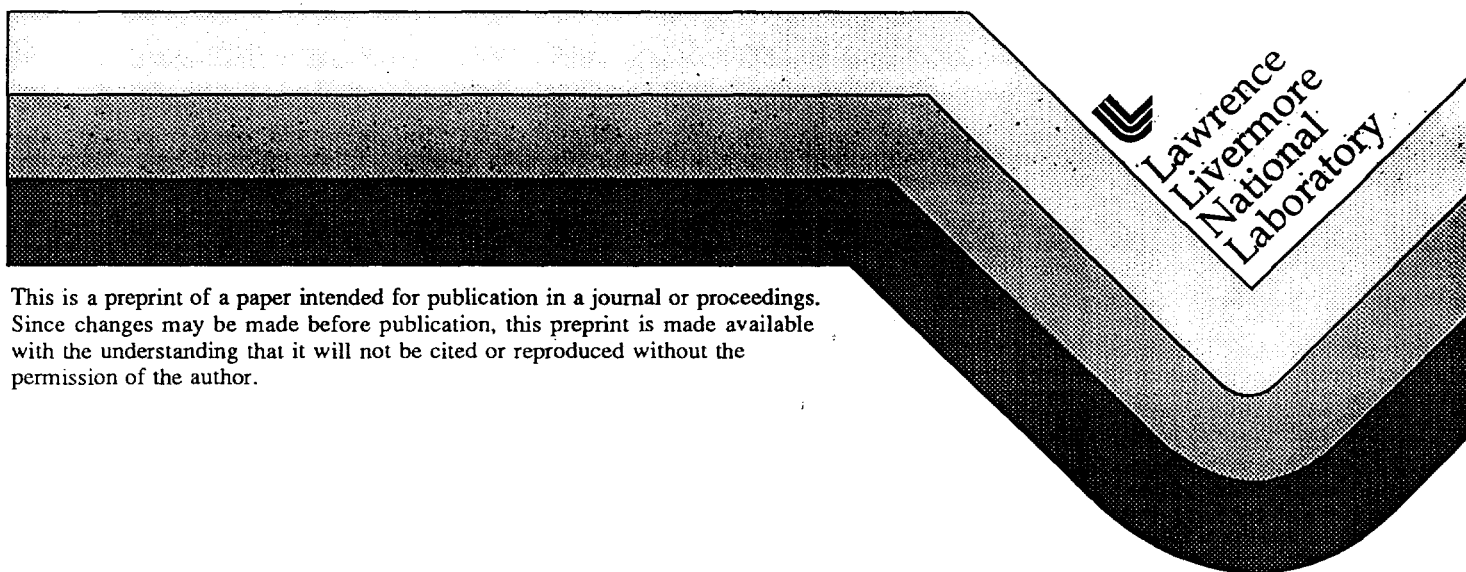 Lawrence
Livermore
National
Laboratory
This is a preprint of a paper intended for publication in a journal or proceedings.
Since changes may be made before publication, this preprint is made available
with the understanding that it will not be cited or reproduced without the
permission of the author.